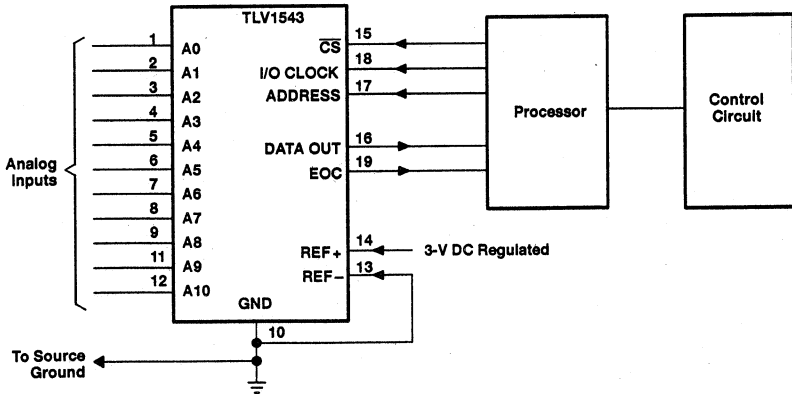 TLV1543
1 A0
2 A1
3 A2
4 A3
5 A4
6 A5
7 A6
8 A7
9 A8
11 A9
12 A10
Analog
Inputs
CS 15
I/O CLOCK 18
ADDRESS 17
DATA OUT 16
EOC 19
REF+ 14
3-V DC Regulated
REF− 13
GND
10
To Source
Ground
Processor
Control
Circuit